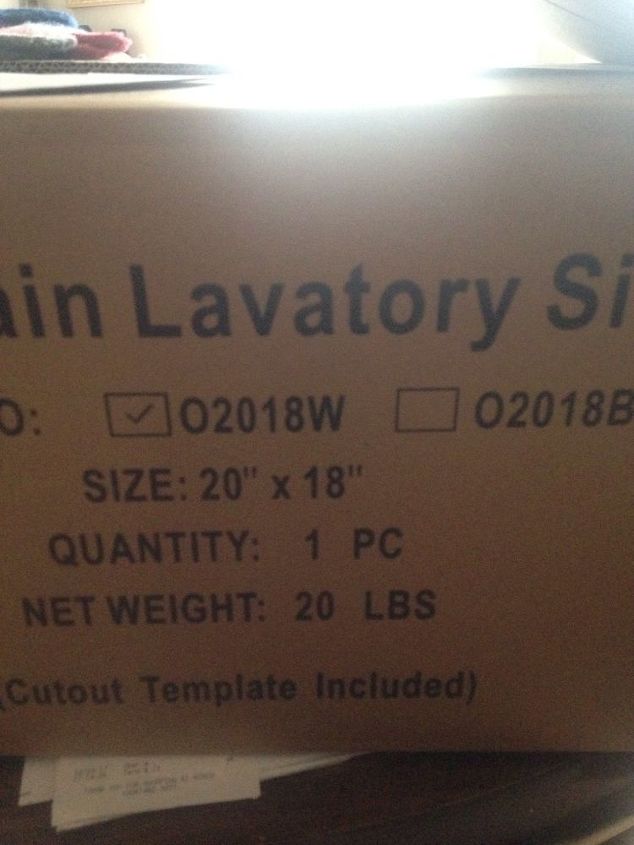 ain Lavatory Si
O: O2018W O2018B
SIZE: 20" x 18"
QUANTITY: 1 PC
NET WEIGHT: 20 LBS
(Cutout Template Included)